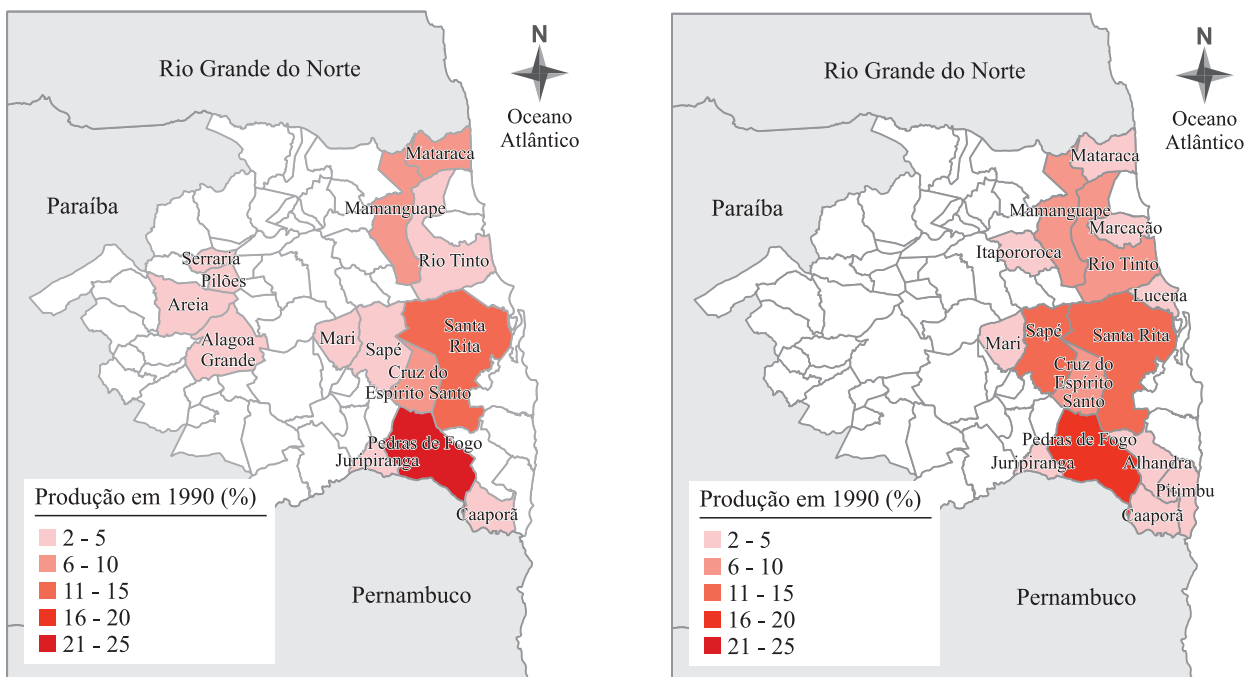 Rio Grande do Norte
N
Oceano
Atlântico
Mataraca
Paraíba
Mamanguape
Serraria
Rio Tinto
Pilões
Areia
Santa
Rita
Alagoa
Grande
Mari
Sapé
Cruz do
Espírito Santo
Pedras de Fogo
Juripiranga
Caaporã
Produção em 1990 (%)
2 - 5
6 - 10
11 - 15
16 - 20
21 - 25
Pernambuco
Rio Grande do Norte
N
Oceano
Atlântico
Mataraca
Paraíba
Mamanguape
Marcação
Itapororoca
Rio Tinto
Lucena
Sapé
Santa Rita
Mari
Cruz do
Espírito
Santo
Pedras de Fogo
Juripiranga
Alhandra
Pitimbu
Caaporã
Produção em 1990 (%)
2 - 5
6 - 10
11 - 15
16 - 20
21 - 25
Pernambuco